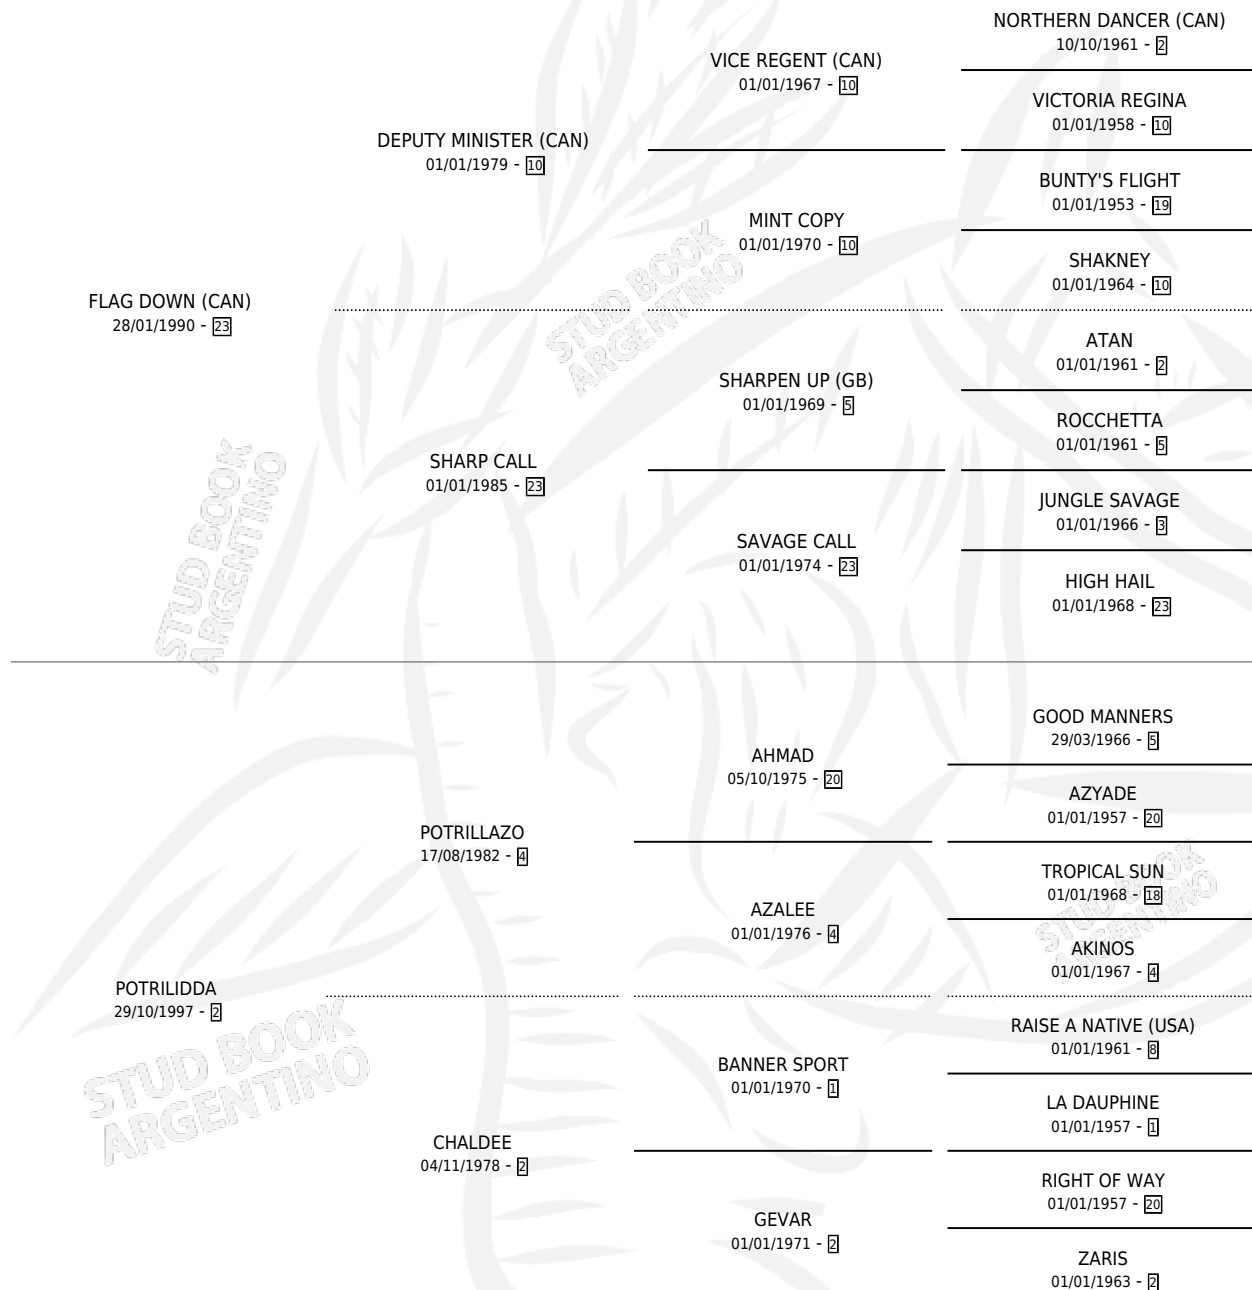 NORTHERN DANCER (CAN)
10/10/1961 - 2
VICE REGENT (CAN)
01/01/1967 - 10
VICTORIA REGINA
01/01/1958 - 10
DEPUTY MINISTER (CAN)
01/01/1979 - 10
BUNTY'S FLIGHT
01/01/1953 - 19
MINT COPY
01/01/1970 - 10
SHAKNEY
01/01/1964 - 10
FLAG DOWN (CAN)
28/01/1990 - 23
ATAN
01/01/1961 - 2
SHARPEN UP (GB)
01/01/1969 - 5
ROCCHETTA
01/01/1961 - 5
SHARP CALL
01/01/1985 - 23
JUNGLE SAVAGE
01/01/1966 - 3
SAVAGE CALL
01/01/1974 - 23
HIGH HAIL
01/01/1968 - 23
GOOD MANNERS
29/03/1966 - 5
AHMAD
05/10/1975 - 20
AZYADE
01/01/1957 - 20
POTRILLAZO
17/08/1982 - 4
TROPICAL SUN
01/01/1968 - 18
AZALEE
01/01/1976 - 4
AKINOS
01/01/1967 - 4
POTRILIDDA
29/10/1997 - 2
RAISE A NATIVE (USA)
01/01/1961 - 8
BANNER SPORT
01/01/1970 - 1
LA DAUPHINE
01/01/1957 - 1
CHALDEE
04/11/1978 - 2
RIGHT OF WAY
01/01/1957 - 20
GEVAR
01/01/1971 - 2
ZARIS
01/01/1963 - 2
STUD BOOK
ARGENTINO
STUD BOOK
ARGENTINO
STUD BOOK
ARGENTINO
STUD BOOK
ARGENTINO